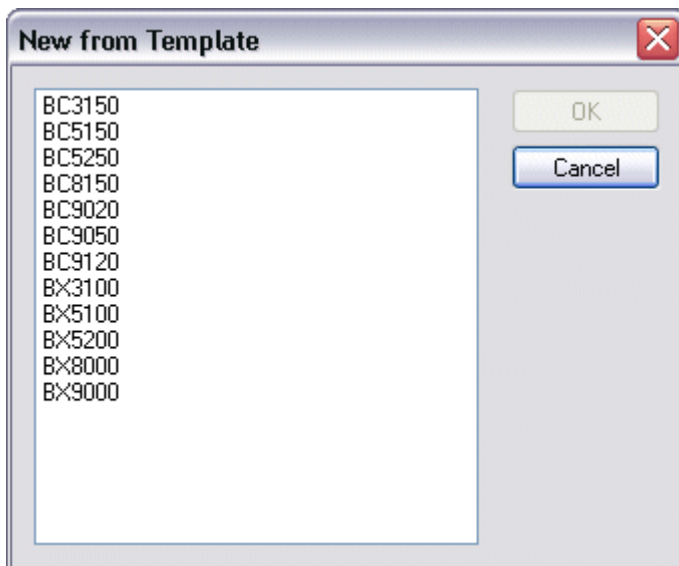 New from Template
BC3150
OK
BC5150
BC5250
Cancel
BC8150
BC9020
BC9050
BC9120
BX3100
BX5100
BX5200
BX8000
BX9000